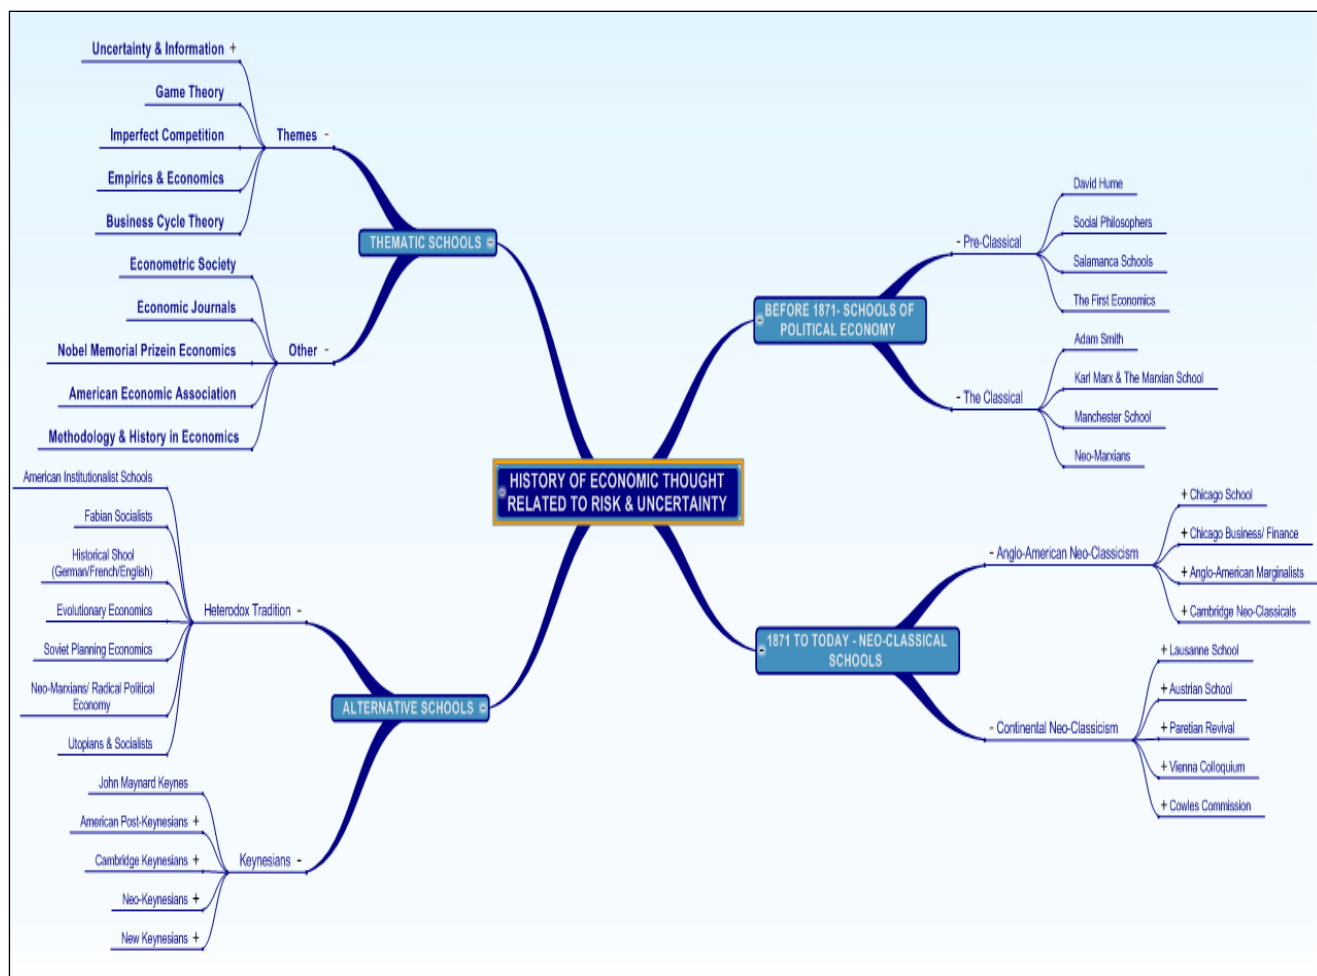 Uncertainty & Information +
Game Theory
Imperfect Competition
Empirics & Economics
Business Cycle Theory
Themes -
THEMATIC SCHOOLS
Econometric Society
Economic Journals
Nobel Memorial Prizein Economics
American Economic Association
Methodology & History in Economics
Other -
David Hume
Social Philosophers
Salamanca Schools
The First Economics
- Pre-Classical
BEFORE 1871- SCHOOLS OF
POLITICAL ECONOMY
Adam Smith
Karl Marx & The Marxian School
Manchester School
Neo-Marxians
- The Classical
HISTORY OF ECONOMIC THOUGHT
RELATED TO RISK & UNCERTAINTY
American Institutionalist Schools
Fabian Socialists
Historical Shool
(German/French/English)
Evolutionary Economics
Soviet Planning Economics
Neo-Marxians/ Radical Political
Economy
Utopians & Socialists
Heterodox Tradition -
ALTERNATIVE SCHOOLS
John Maynard Keynes
American Post-Keynesians +
Cambridge Keynesians +
Neo-Keynesians +
New Keynesians +
Keynesians -
+ Chicago School
+ Chicago Business/ Finance
+ Anglo-American Marginalists
+ Cambridge Neo-Classicals
- Anglo-American Neo-Classicism
1871 TO TODAY - NEO-CLASSICAL
SCHOOLS
+ Lausanne School
+ Austrian School
+ Paretian Revival
+ Vienna Colloquium
+ Cowles Commission
- Continental Neo-Classicism